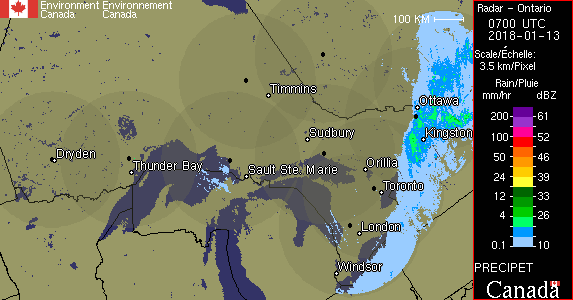 Environment Environnement
Canada Canada
100 KM
Timmins
Ottawa
Sudbury
Kingston
Dryden
Thunder Bay
Sault Ste. Marie
Orillia
Toronto
London
Windsor
Radar - Ontario
0700 UTC
2018-01-13
Scale/Échelle:
3.5 km/Pixel
Rain/Pluie
mm/hr dBZ
200 61
100 52
50 46
24 39
12 33
4 26
0.1 10
PRECIPET
Canada